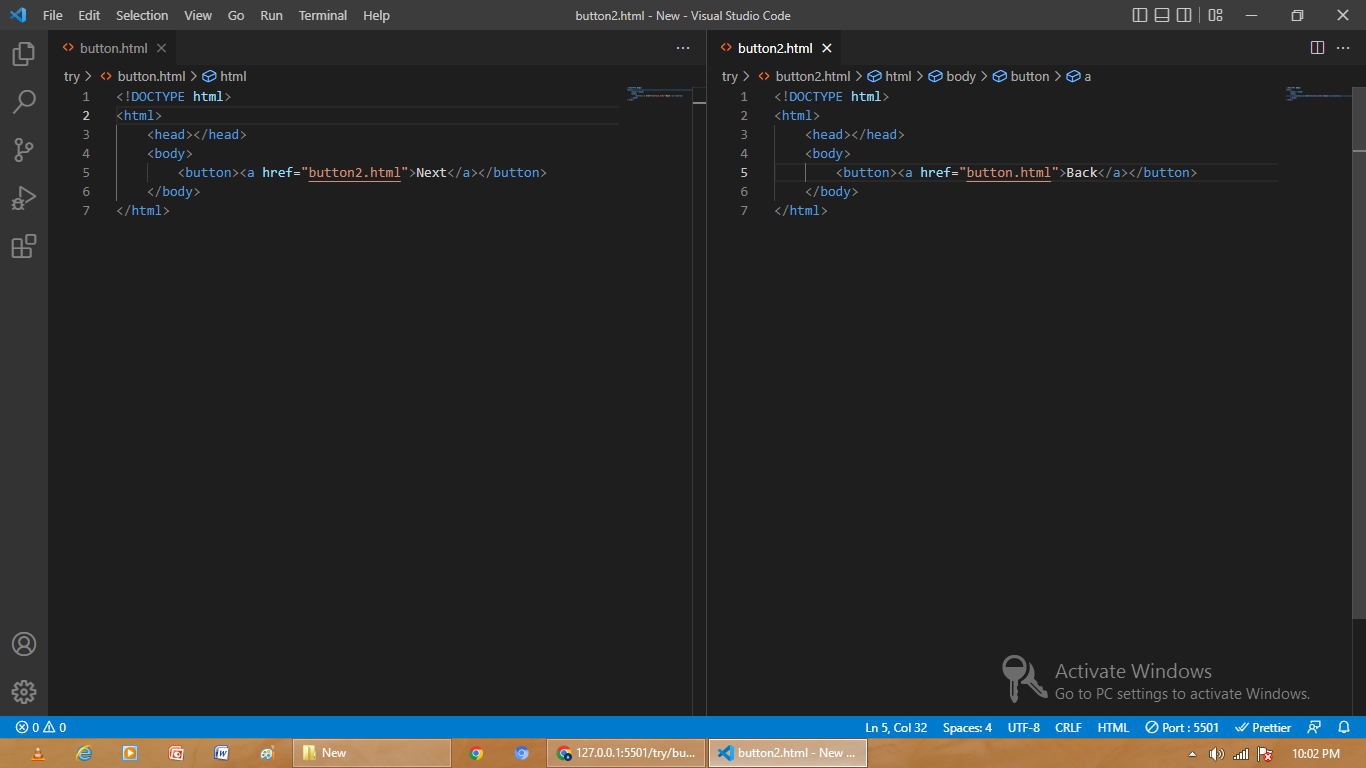 File Edit Selection View Go Run Terminal Help button2.html - New - Visual Studio Code
button.html
try > button.html > html
1 <!DOCTYPE html>
2 <html>
3 <head></head>
4 <body>
5 <button><a href="button2.html">Next</a></button>
6 </body>
7 </html>
button2.html
try > button2.html > html > body > button > a
1 <!DOCTYPE html>
2 <html>
3 <head></head>
4 <body>
5 <button><a href="button.html">Back</a></button>
6 </body>
7 </html>
Activate Windows
Go to PC settings to activate Windows.
0 0 Ln 5, Col 32 Spaces: 4 UTF-8 CRLF HTML Port : 5501 Prettier
New 127.0.0.1:5501/try/bu... button2.html - New ... 10:02 PM